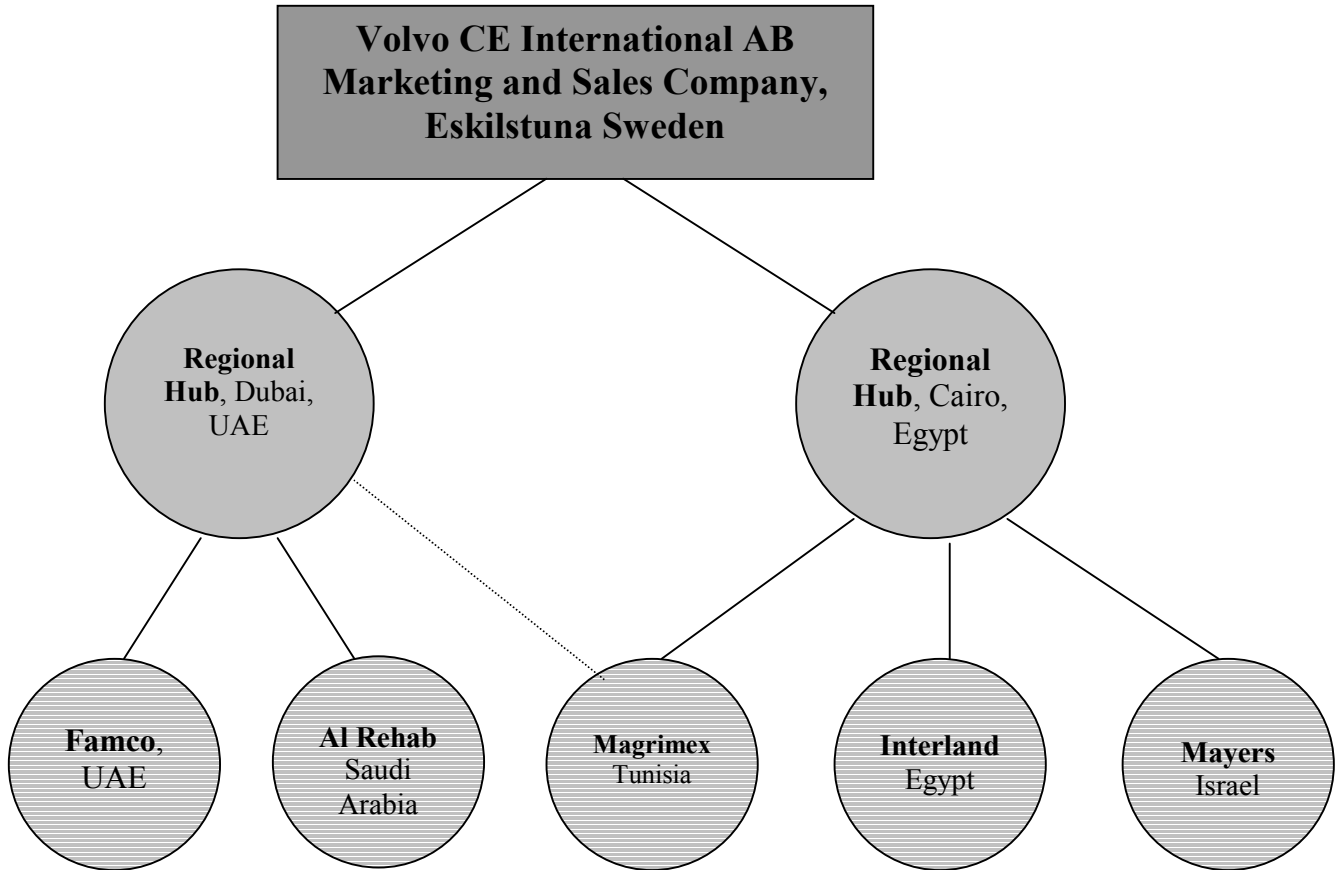 Volvo CE International AB
Marketing and Sales Company,
Eskilstuna Sweden
Regional
Hub, Dubai,
UAE
Regional
Hub, Cairo,
Egypt
Famco,
UAE
Al Rehab
Saudi
Arabia
Magrimex
Tunisia
Interland
Egypt
Mayers
Israel